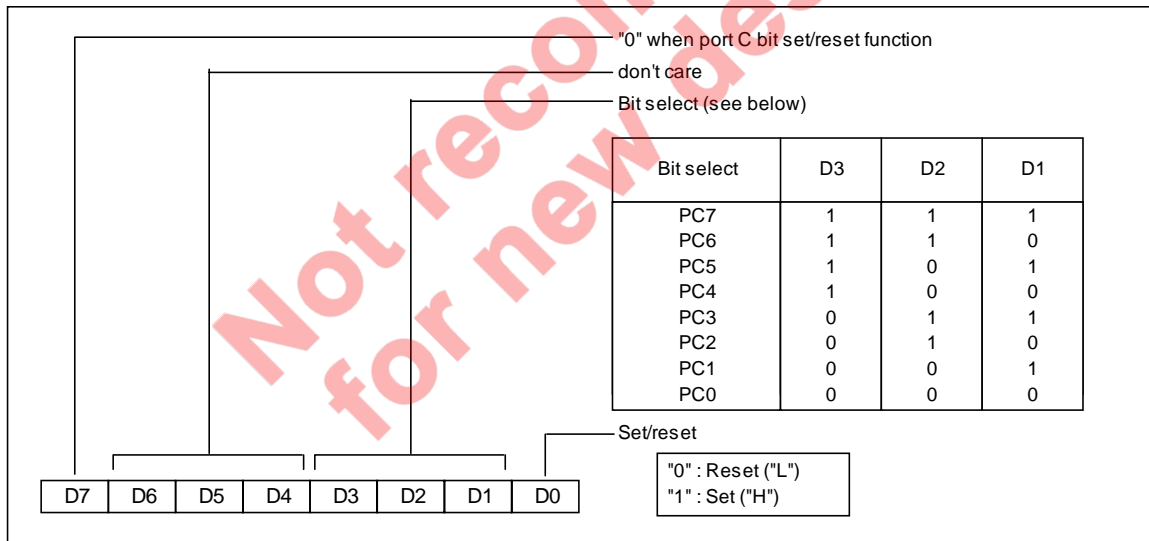 "0" when port C bit set/reset function
don't care
Bit select (see below)
Bit select D3 D2 D1
PC7 1 1 1
PC6 1 1 0
PC5 1 0 1
PC4 1 0 0
PC3 0 1 1
PC2 0 1 0
PC1 0 0 1
PC0 0 0 0
Set/reset
"0" : Reset ("L")
"1" : Set ("H")
D7 D6 D5 D4 D3 D2 D1 D0
Not
for new